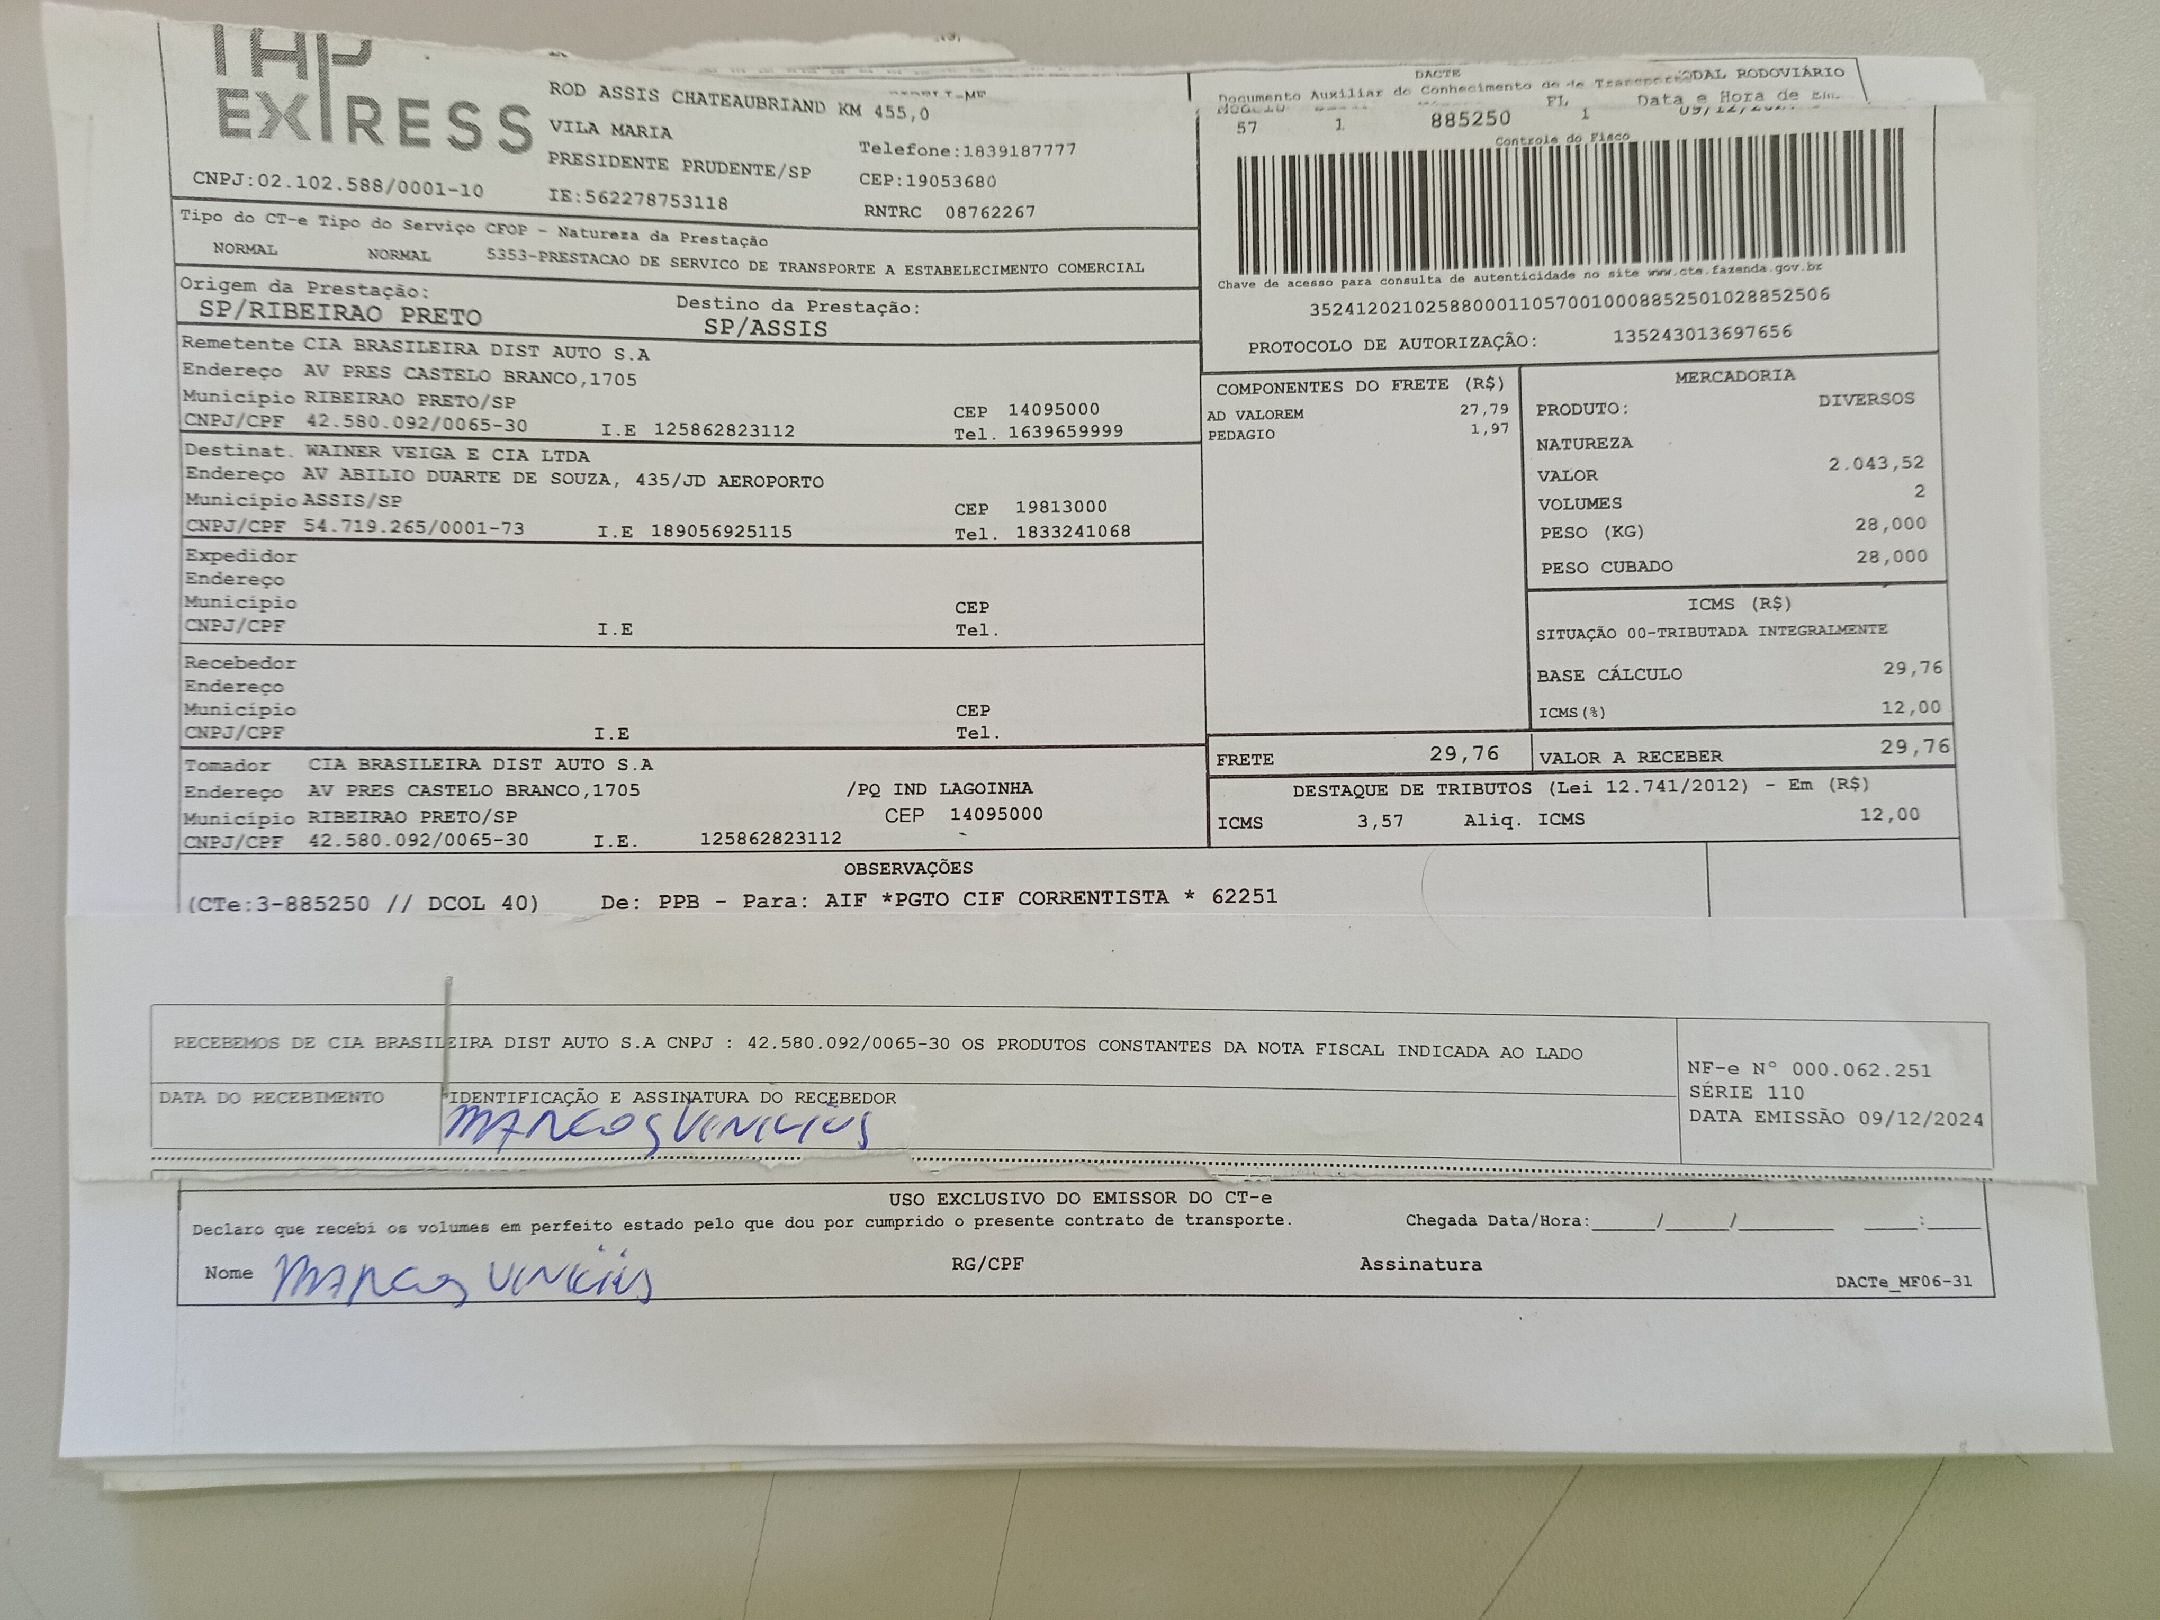 EXPRESS
ROD ASSIS CHATEAUBRIAND KM 455,0
VILA MARIA
Telefone:1839187777
PRESIDENTE PRUDENTE/SP
CEP:19053680
CNPJ:02.102.588/0001-10
IE:562278753118
RNTRC 08762267
DACTE
Documento Auxiliar do Conhecimento de
MODAL RODOVIÁRIO
FL
Data e Hora de
57 1 885250 1
Controle do Fisco
Chave de acesso para consulta de autenticidade no site www.cte.fazenda.gov.br
35241202102588000110570010008852501028852506
PROTOCOLO DE AUTORIZAÇÃO: 135243013697656
Tipo do CT-e Tipo do Serviço CFOP - Natureza da Prestação
NORMAL NORMAL 5353-PRESTACAO DE SERVICO DE TRANSPORTE A ESTABELECIMENTO COMERCIAL
Origem da Prestação: Destino da Prestação:
SP/RIBEIRAO PRETO SP/ASSIS
Remetente CIA BRASILEIRA DIST AUTO S.A
Endereço AV PRES CASTELO BRANCO,1705
Município RIBEIRAO PRETO/SP CEP 14095000
CNPJ/CPF 42.580.092/0065-30 I.E 125862823112 Tel. 1639659999
Destinat. WAINER VEIGA E CIA LTDA
Endereço AV ABILIO DUARTE DE SOUZA, 435/JD AEROPORTO
Município ASSIS/SP CEP 19813000
CNPJ/CPF 54.719.265/0001-73 I.E 189056925115 Tel. 1833241068
Expedidor
Endereço
Município CEP
CNPJ/CPF I.E Tel.
Recebedor
Endereço
Município CEP
CNPJ/CPF I.E Tel.
Tomador CIA BRASILEIRA DIST AUTO S.A
Endereço AV PRES CASTELO BRANCO,1705 /PQ IND LAGOINHA
Município RIBEIRAO PRETO/SP CEP 14095000
CNPJ/CPF 42.580.092/0065-30 I.E. 125862823112
COMPONENTES DO FRETE (R$)
AD VALOREM 27,79
PEDAGIO 1,97
MERCADORIA
PRODUTO: DIVERSOS
NATUREZA
VALOR 2.043,52
VOLUMES 2
PESO (KG) 28,000
PESO CUBADO 28,000
ICMS (R$)
SITUAÇÃO 00-TRIBUTADA INTEGRALMENTE
BASE CÁLCULO 29,76
ICMS(%) 12,00
FRETE 29,76 VALOR A RECEBER 29,76
DESTAQUE DE TRIBUTOS (Lei 12.741/2012) - Em (R$)
ICMS 3,57 Aliq. ICMS 12,00
OBSERVAÇÕES
(CTe:3-885250 // DCOL 40) De: PPB - Para: AIF *PGTO CIF CORRENTISTA * 62251
RECEBEMOS DE CIA BRASILEIRA DIST AUTO S.A CNPJ : 42.580.092/0065-30 OS PRODUTOS CONSTANTES DA NOTA FISCAL INDICADA AO LADO
DATA DO RECEBIMENTO IDENTIFICAÇÃO E ASSINATURA DO RECEBEDOR
MARCOS VINICIUS
NF-e Nº 000.062.251
SÉRIE 110
DATA EMISSÃO 09/12/2024
USO EXCLUSIVO DO EMISSOR DO CT-e
Declaro que recebi os volumes em perfeito estado pelo que dou por cumprido o presente contrato de transporte. Chegada Data/Hora:______/______/_________ _____:_____
Nome MARCOS VINICIUS RG/CPF Assinatura
DACTe_MF06-31